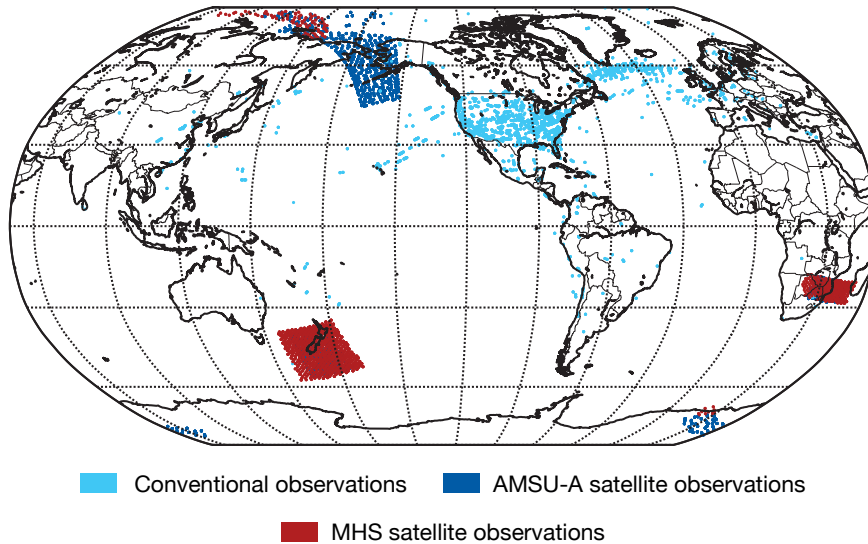 Conventional observations
AMSU-A satellite observations
MHS satellite observations